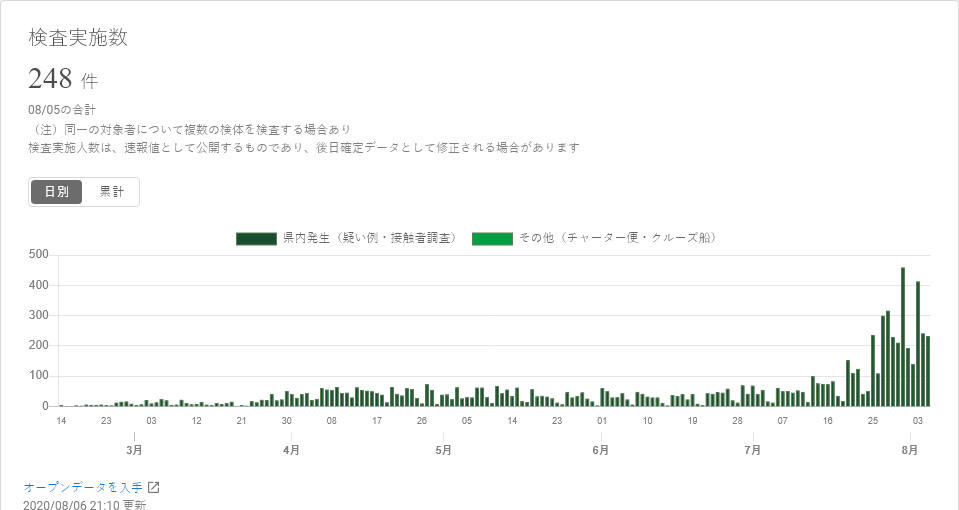 検査実施数
248 件
08/05の合計
（注）同一の対象者について複数の検体を検査する場合あり
検査実施人数は、速報値として公開するものであり、後日確定データとして修正される場合があります
日別 累計
県内発生（疑い例・接触者調査） その他（チャーター便・クルーズ船）
500
400
300
200
100
0
14 23 03 12 21 30 08 17 26 05 14 23 01 10 19 28 07 16 25 03
3月 4月 5月 6月 7月 8月
オープンデータを入手
2020/08/06 21:10 更新